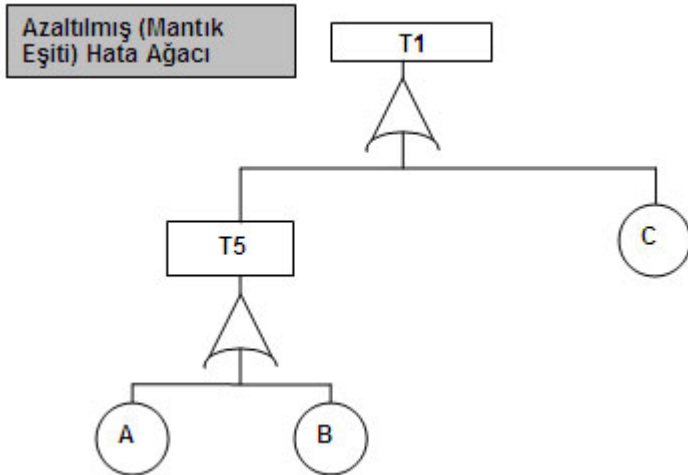 Azaltılmış (Mantık
Eşiti) Hata Ağacı
T1
T5
C
A
B